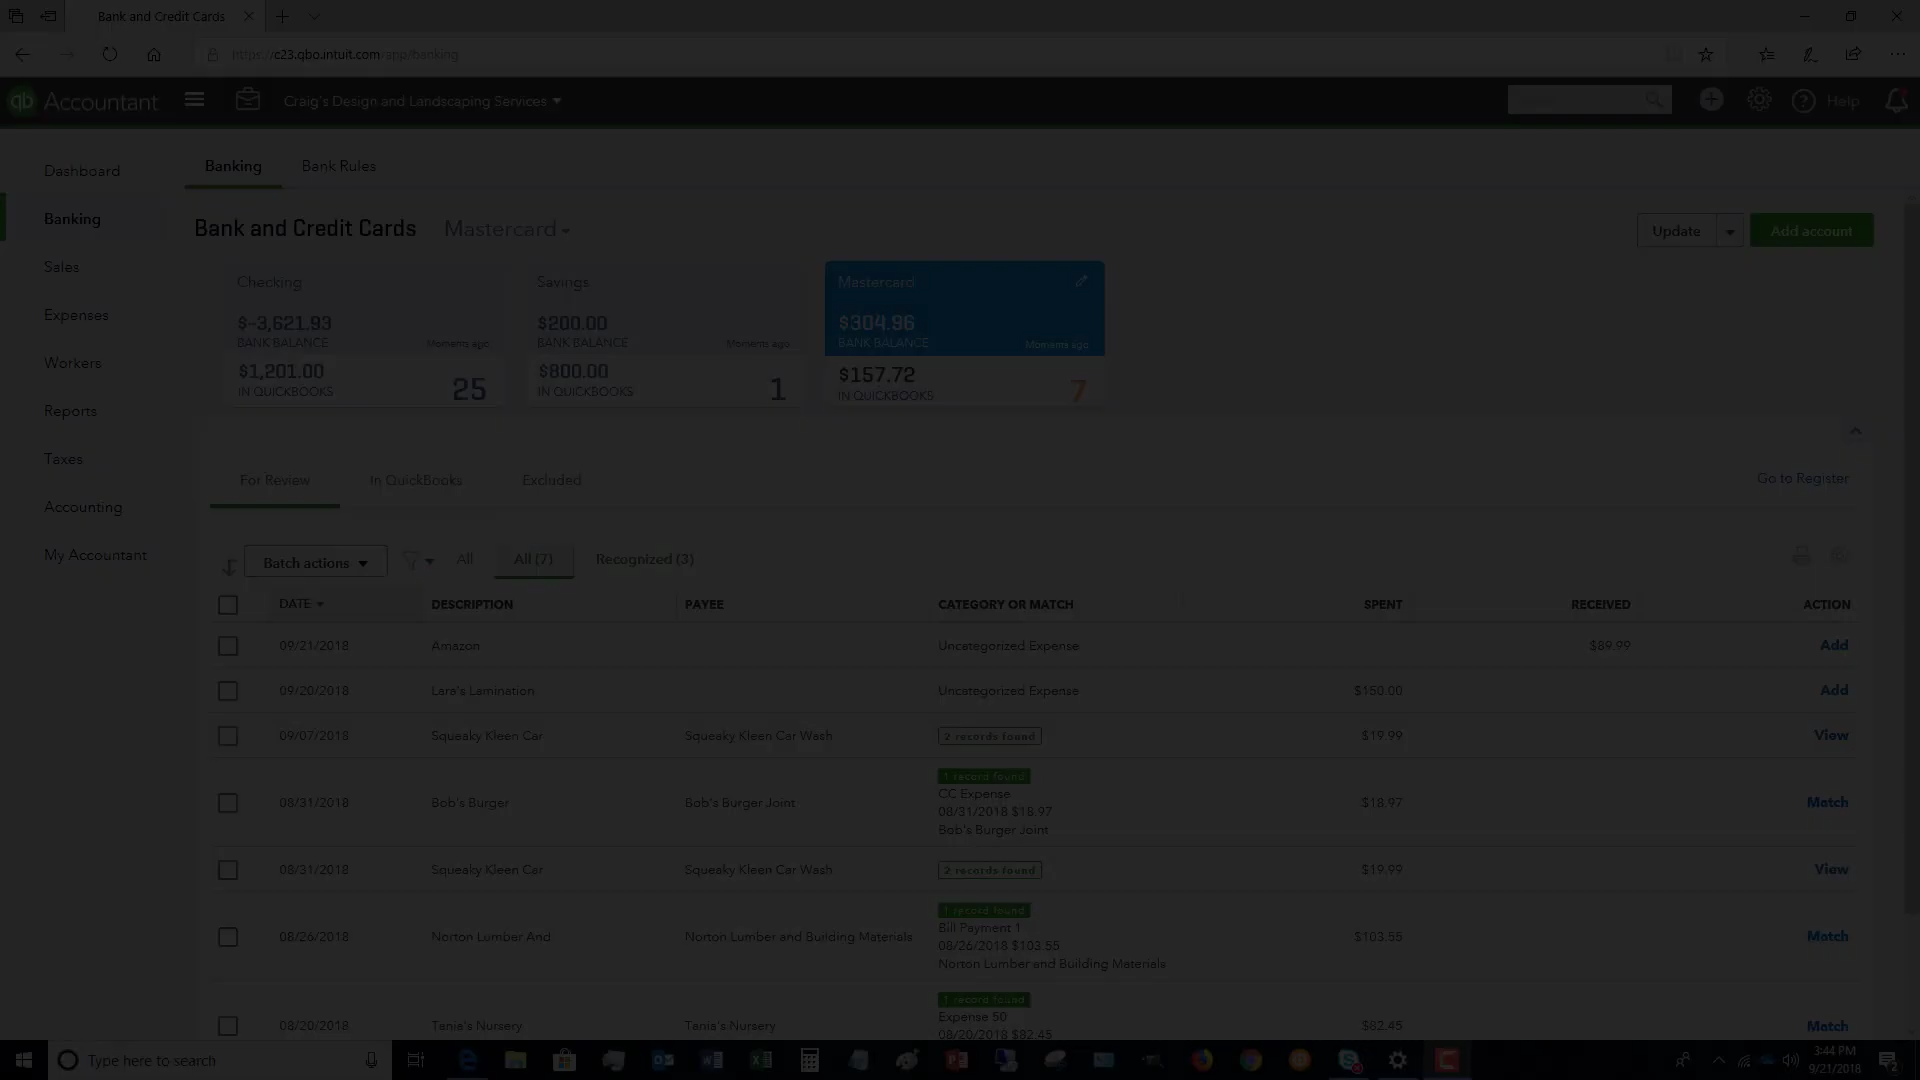 Bank and Credit Cards
https://c23.qbo.intuit.com/app/banking
qb Accountant
Craig's Design and Landscaping Services
Help
Banking
Bank Rules
Dashboard
Banking
Sales
Expenses
Workers
Reports
Taxes
Accounting
My Accountant
Bank and Credit Cards
Mastercard
Update
Add account
Checking
$-3,621.93
BANK BALANCE
Moments ago
$1,201.00
IN QUICKBOOKS
25
Savings
$200.00
BANK BALANCE
Moments ago
$800.00
IN QUICKBOOKS
1
Mastercard
$304.96
BANK BALANCE
Moments ago
$157.72
IN QUICKBOOKS
7
For Review
In QuickBooks
Excluded
Go to Register
Batch actions
All
All (7)
Recognized (3)
DATE DESCRIPTION PAYEE CATEGORY OR MATCH SPENT RECEIVED ACTION
09/21/2018 Amazon Uncategorized Expense $89.99 Add
09/20/2018 Lara's Lamination Uncategorized Expense $150.00 Add
09/07/2018 Squeaky Kleen Car Squeaky Kleen Car Wash 2 records found $19.99 View
1 record found
CC Expense
08/31/2018 Bob's Burger Bob's Burger Joint 08/31/2018 $18.97 $18.97 Match
Bob's Burger Joint
08/31/2018 Squeaky Kleen Car Squeaky Kleen Car Wash 2 records found $19.99 View
1 record found
Bill Payment 1
08/26/2018 Norton Lumber And Norton Lumber and Building Materials 08/26/2018 $103.55 $103.55 Match
Norton Lumber and Building Materials
1 record found
Expense 50
08/20/2018 Tania's Nursery Tania's Nursery 08/20/2018 $82.45 $82.45 Match
Type here to search
3:44 PM
9/21/2018